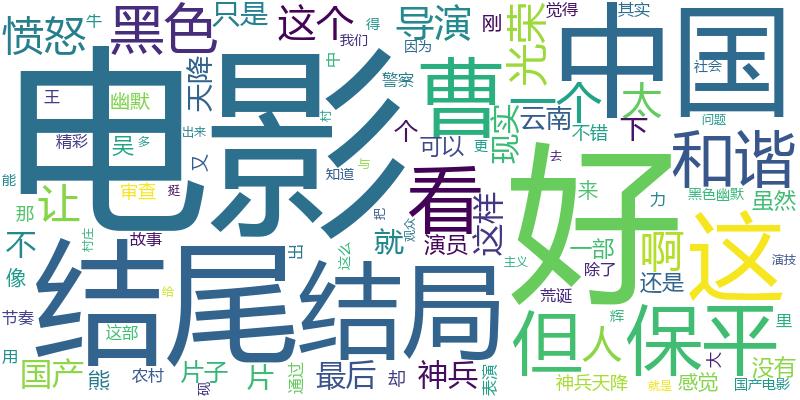 电影
结尾
结局
中国
好
这
看
曹
保平
和谐
但
黑色
愤怒
只是
这个
导演
刚
觉得
其实
光荣
一个
太
云南
现实
不错
下
牛
我们
得
因为
中
警察
天降
王
幽默
精彩
吴
多
出来
村
个
可以
更
社会
问题
能
审查
挺
又
知道
与
去
那
让
来
力
黑色幽默
虽然
把
观众
这样
不
村庄
故事
出
这么
就
演员
主义
一部
啊
除了
还是
演技
像
给
荒诞
节奏
这部
人
辉
里
用
国产
熊
农村
砚
片子
片
通过
最后
却
神兵
表演
神兵天降
就是
感觉
大
没有
国产电影